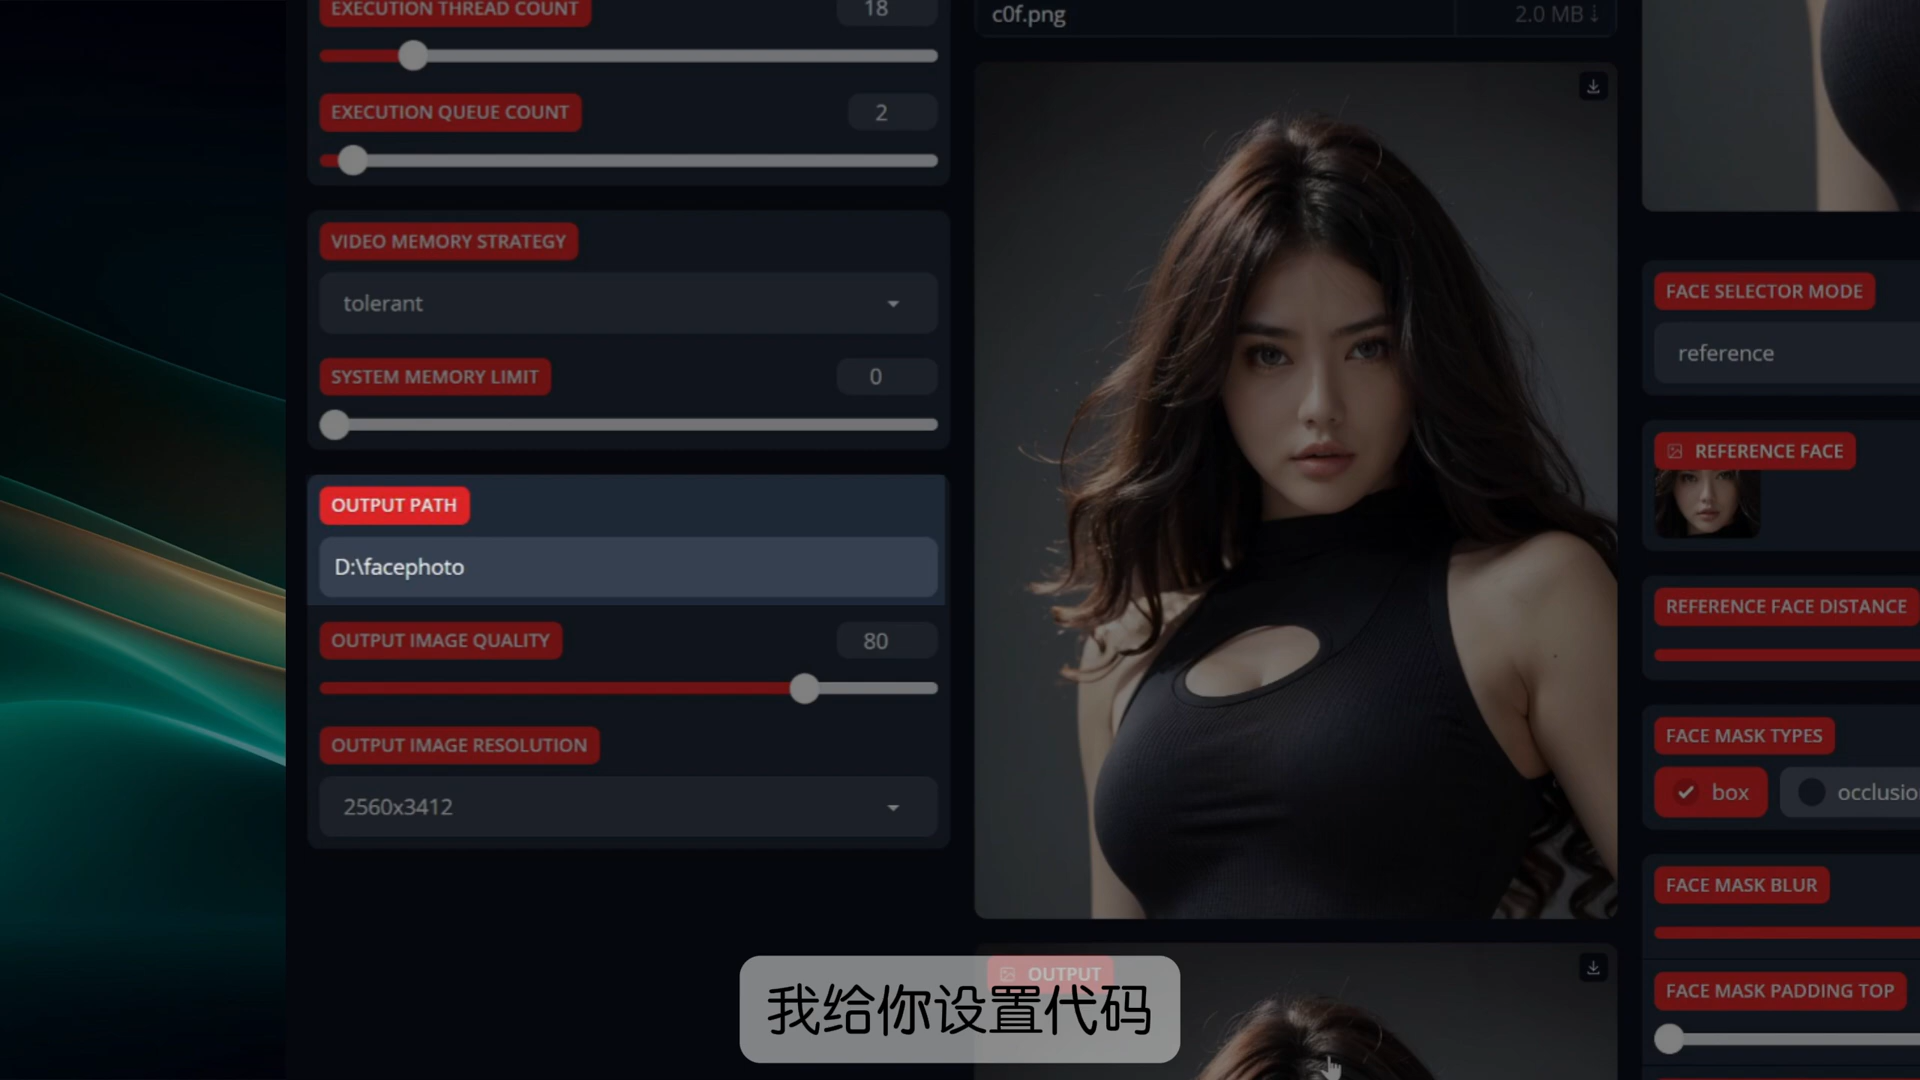 EXECUTION THREAD COUNT
18
EXECUTION QUEUE COUNT
2
VIDEO MEMORY STRATEGY
tolerant
SYSTEM MEMORY LIMIT
0
OUTPUT PATH
D:\facephoto
OUTPUT IMAGE QUALITY
80
OUTPUT IMAGE RESOLUTION
2560x3412
c0f.png
2.0 MB ⇣
OUTPUT
FACE SELECTOR MODE
reference
REFERENCE FACE
REFERENCE FACE DISTANCE
FACE MASK TYPES
box
occlusio
FACE MASK BLUR
FACE MASK PADDING TOP
我给你设置代码